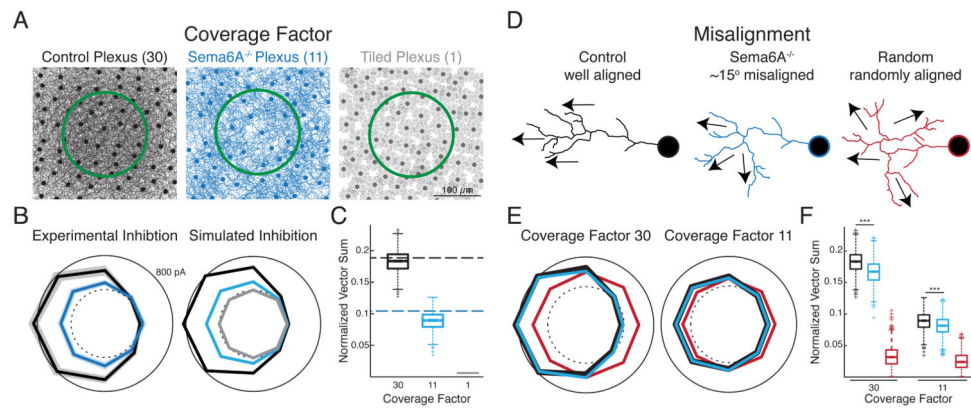 A
Coverage Factor
Control Plexus (30)
Sema6A-/- Plexus (11)
Tiled Plexus (1)
100 μm
B
Experimental Inhibtion
Simulated Inhibition
800 pA
C
Normalized Vector Sum
0.2
0.15
0.1
0.05
30
11
1
Coverage Factor
D
Misalignment
Control
well aligned
Sema6A-/-
~15° misaligned
Random
randomly aligned
E
Coverage Factor 30
Coverage Factor 11
F
Normalized Vector Sum
0.2
0.15
0.1
0.05
***
***
30
11
Coverage Factor